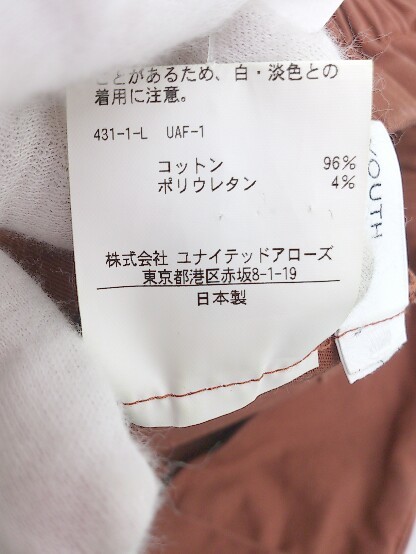 ことがあるため、白・淡色との
着用に注意。
431-1-L UAF-1
コットン 96%
ポリウレタン 4%
株式会社 ユナイテッドアローズ
東京都港区赤坂8-1-19
日本製
YOUTH